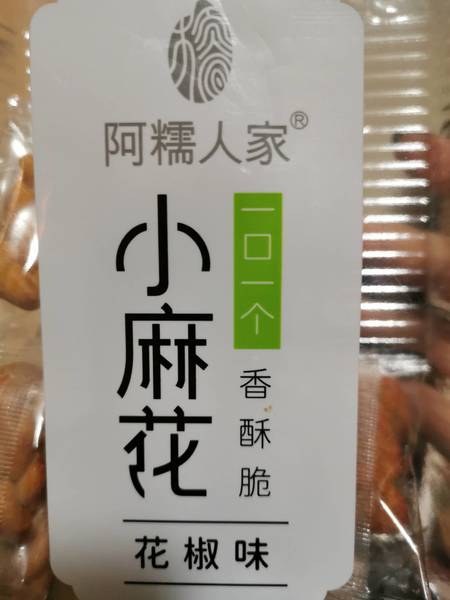 阿糯人家®
小麻花
一口一个
香酥脆
花椒味